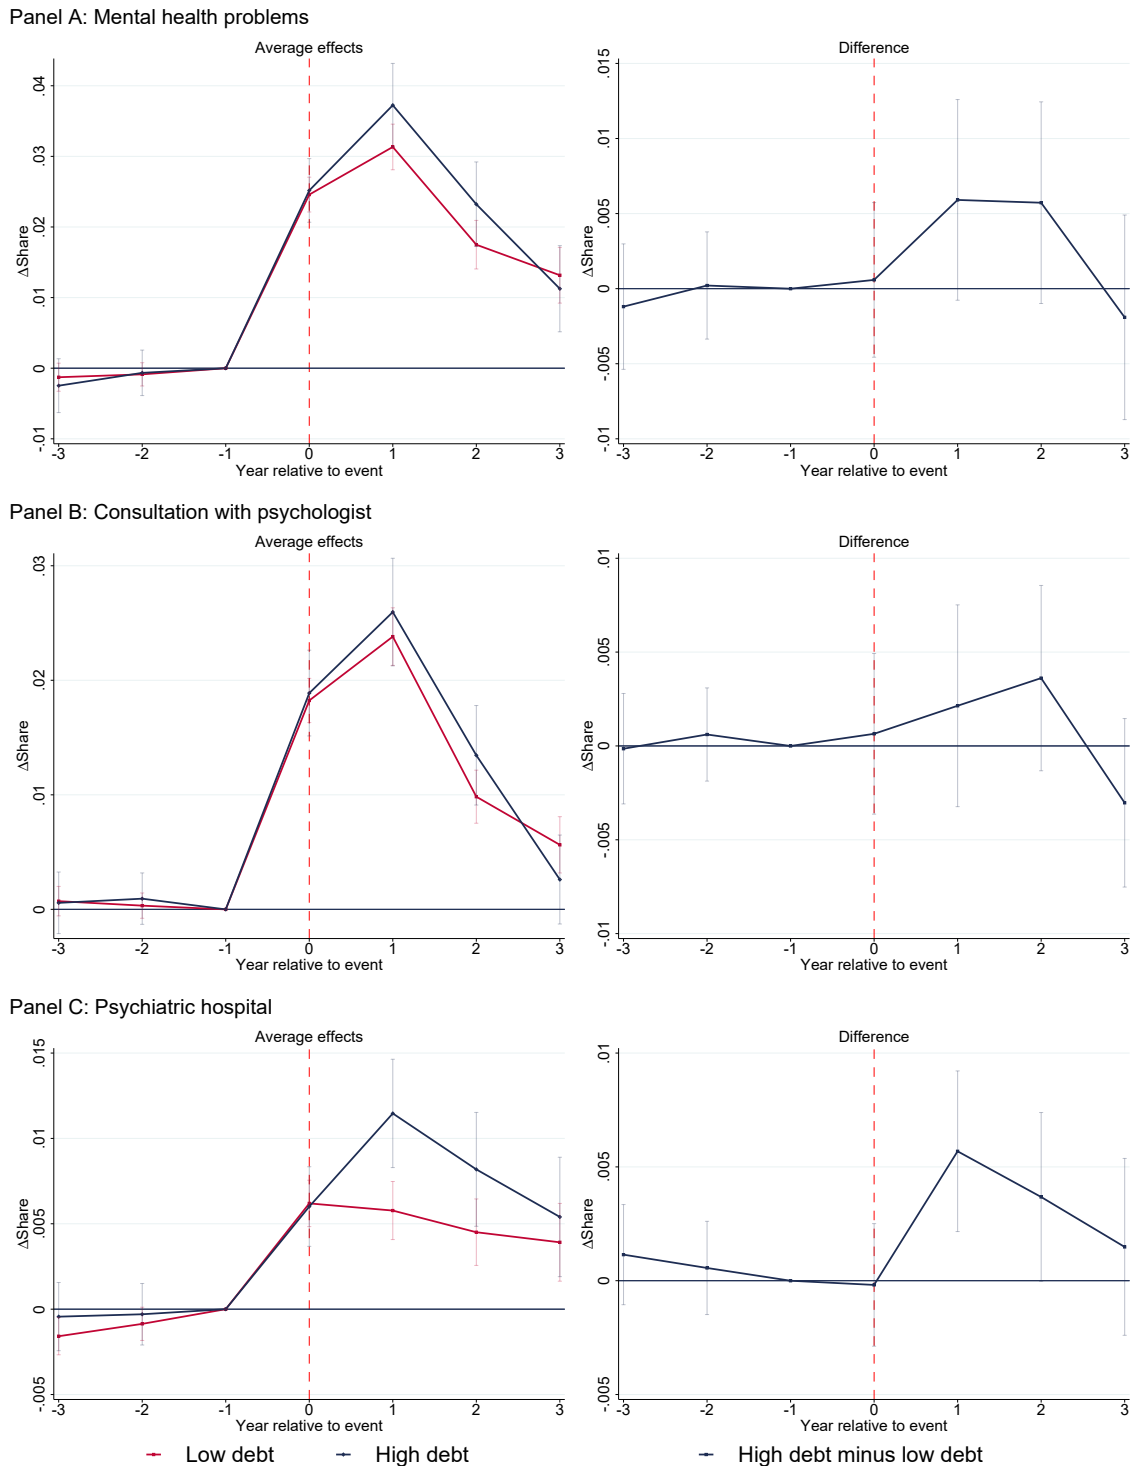 Panel A: Mental health problems
Average effects
ΔShare
.04
.03
.02
.01
0
-.01
-3 -2 -1 0 1 2 3
Year relative to event
Difference
ΔShare
.015
.01
.005
0
-.005
-.01
-3 -2 -1 0 1 2 3
Year relative to event
Panel B: Consultation with psychologist
Average effects
ΔShare
.03
.02
.01
0
-3 -2 -1 0 1 2 3
Year relative to event
Difference
ΔShare
.01
.005
0
-.005
-.01
-3 -2 -1 0 1 2 3
Year relative to event
Panel C: Psychiatric hospital
Average effects
ΔShare
.015
.01
.005
0
-.005
-3 -2 -1 0 1 2 3
Year relative to event
Difference
ΔShare
.01
.005
0
-.005
-3 -2 -1 0 1 2 3
Year relative to event
Low debt High debt
High debt minus low debt